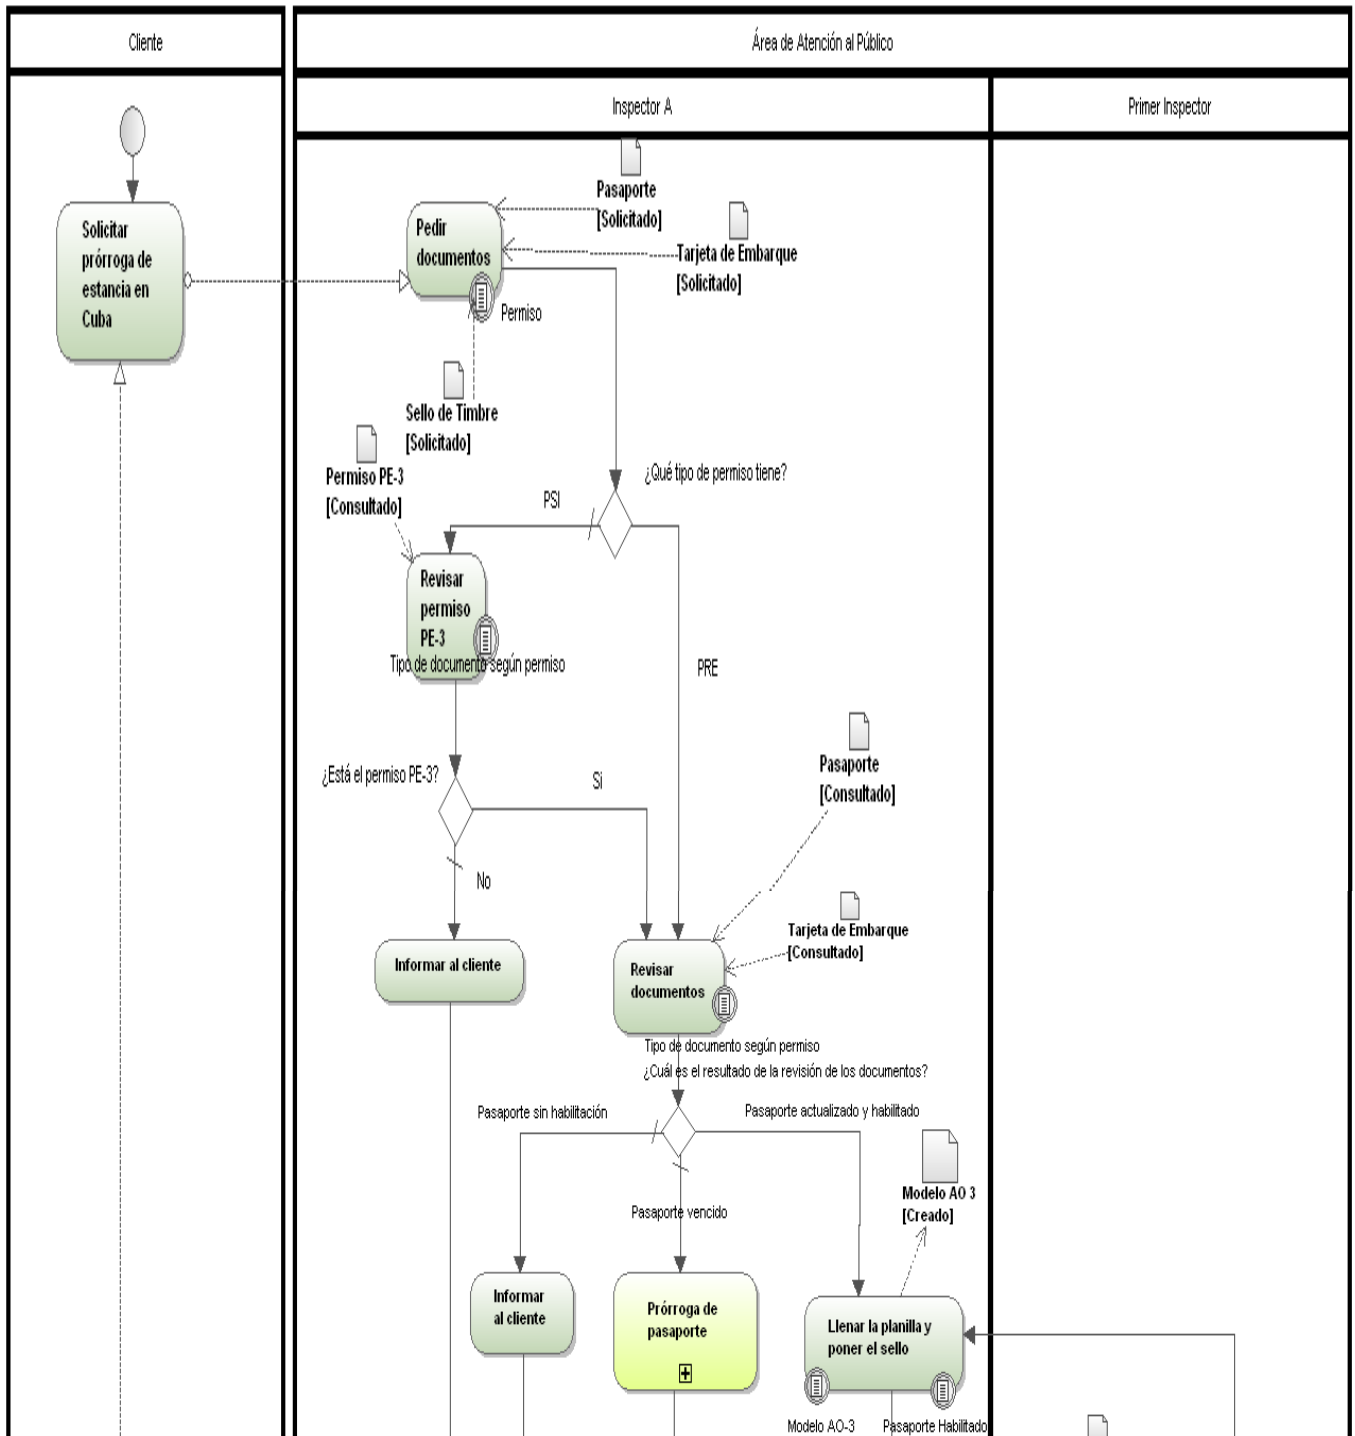 Cliente
Área de Atención al Público
Inspector A
Primer Inspector
Solicitar
prórroga de
estancia en
Cuba
Pedir
documentos
Permiso
Pasaporte
[Solicitado]
Tarjeta de Embarque
[Solicitado]
Sello de Timbre
[Solicitado]
Permiso PE-3
[Consultado]
¿Qué tipo de permiso tiene?
PSI
PRE
Revisar
permiso
PE-3
Tipo de documento según permiso
¿Está el permiso PE-3?
Si
No
Pasaporte
[Consultado]
Tarjeta de Embarque
[Consultado]
Informar al cliente
Revisar
documentos
Tipo de documento según permiso
¿Cuál es el resultado de la revisión de los documentos?
Pasaporte sin habilitación
Pasaporte actualizado y habilitado
Pasaporte vencido
Modelo AO 3
[Creado]
Informar
al cliente
Prórroga de
pasaporte
Llenar la planilla y
poner el sello
Modelo AO-3
Pasaporte Habilitado